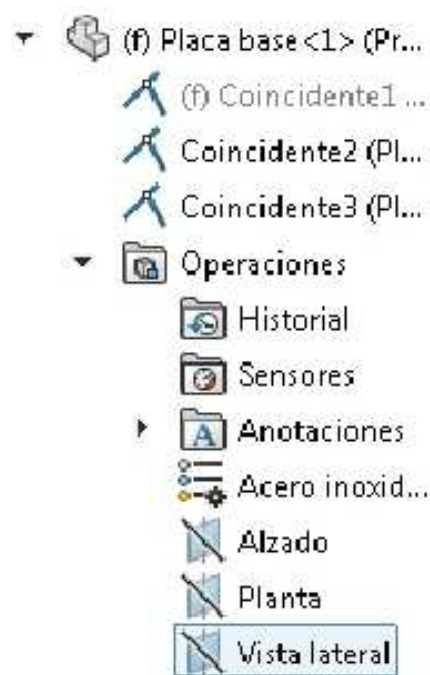 (f) Placa base<1> (Pr...
(f) Coincidente1 ...
Coincidente2 (Pl...
Coincidente3 (Pl...
Operaciones
Historial
Sensores
Anotaciones
Acero inoxid...
Alzado
Planta
Vista lateral